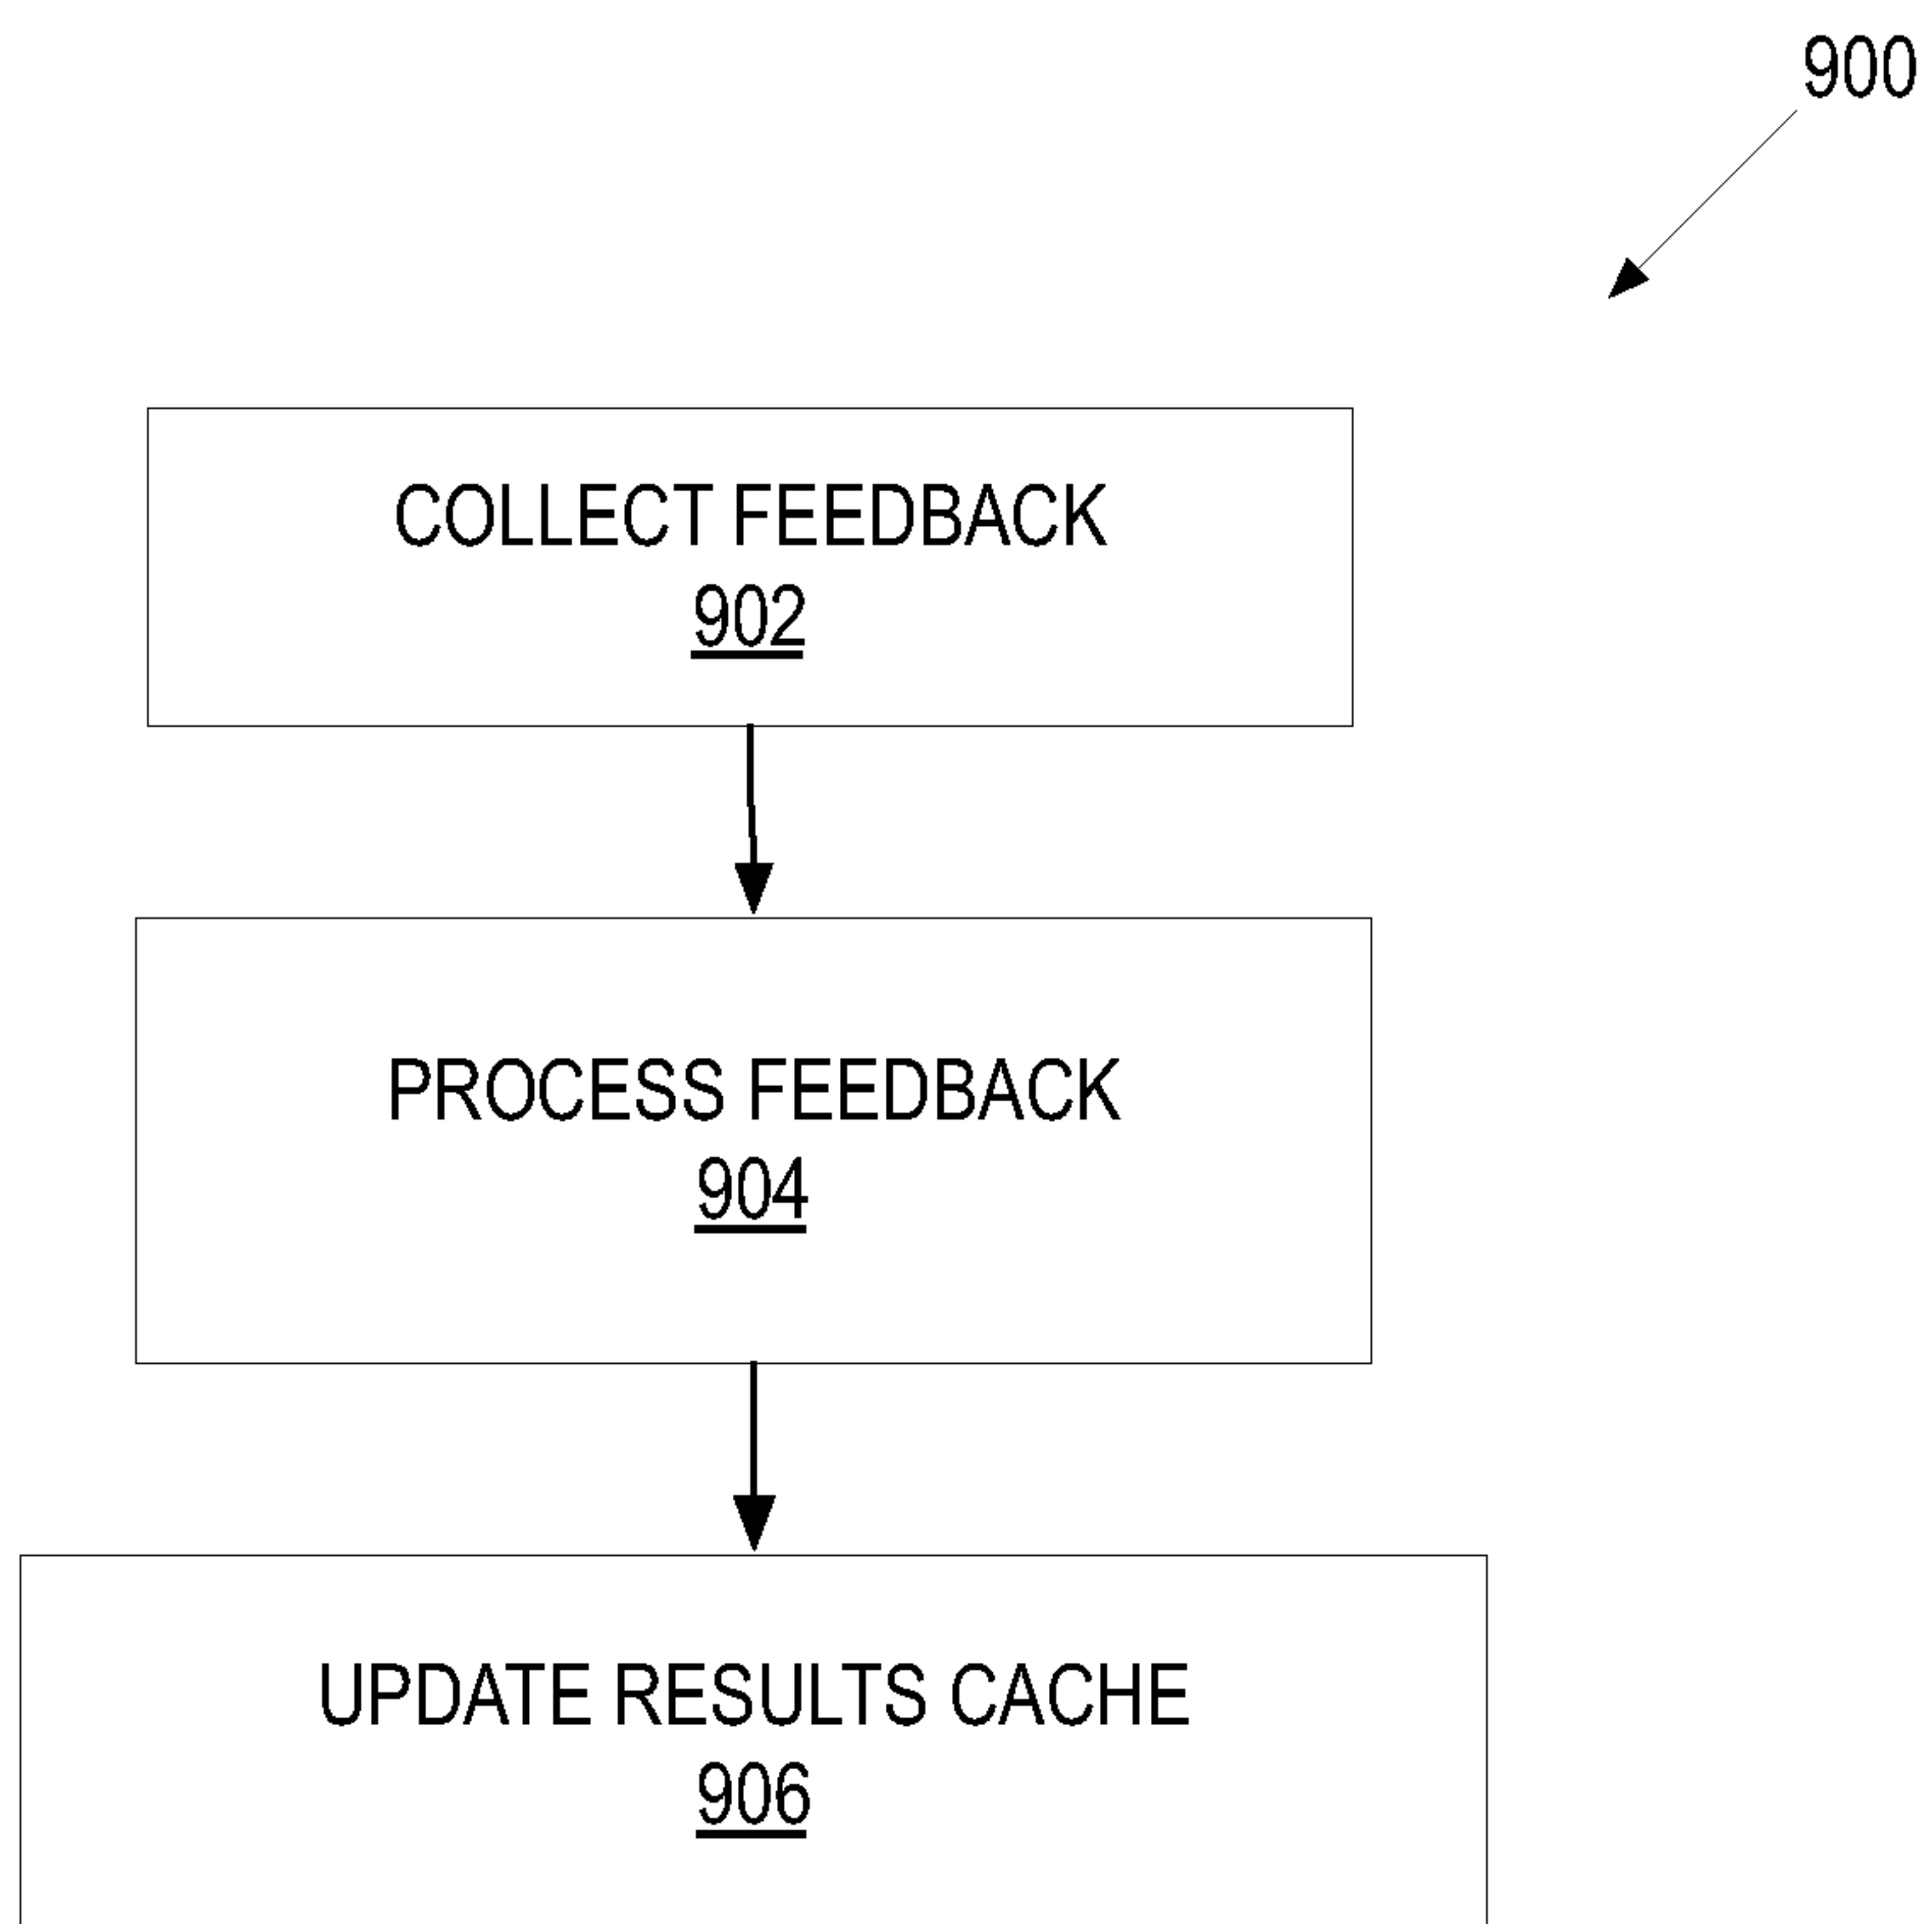 900
COLLECT FEEDBACK
902
PROCESS FEEDBACK
904
UPDATE RESULTS CACHE
906